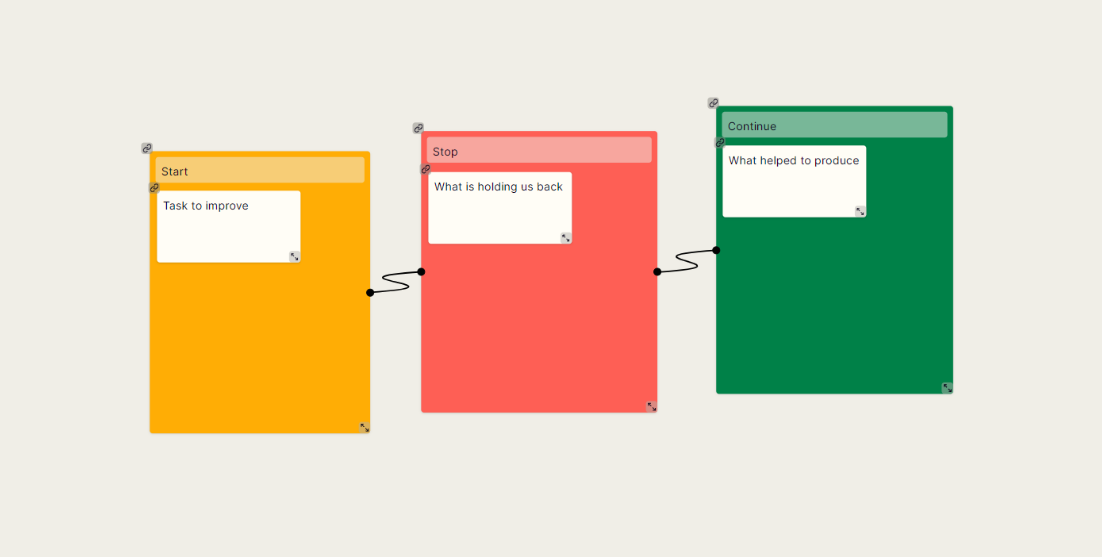 Start
Task to improve
Stop
What is holding us back
Continue
What helped to produce